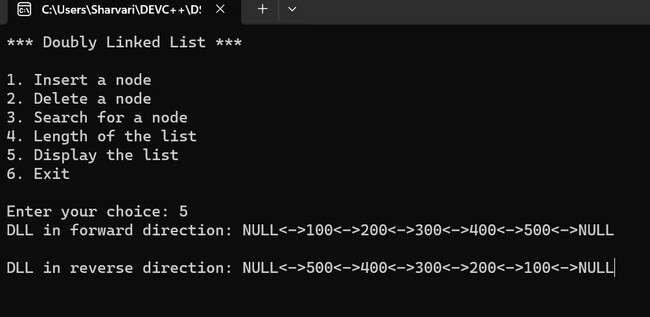 C:\Users\Sharvari\DEVC++\DS
*** Doubly Linked List ***
1. Insert a node
2. Delete a node
3. Search for a node
4. Length of the list
5. Display the list
6. Exit
Enter your choice: 5
DLL in forward direction: NULL<->100<->200<->300<->400<->500<->NULL
DLL in reverse direction: NULL<->500<->400<->300<->200<->100<->NULL